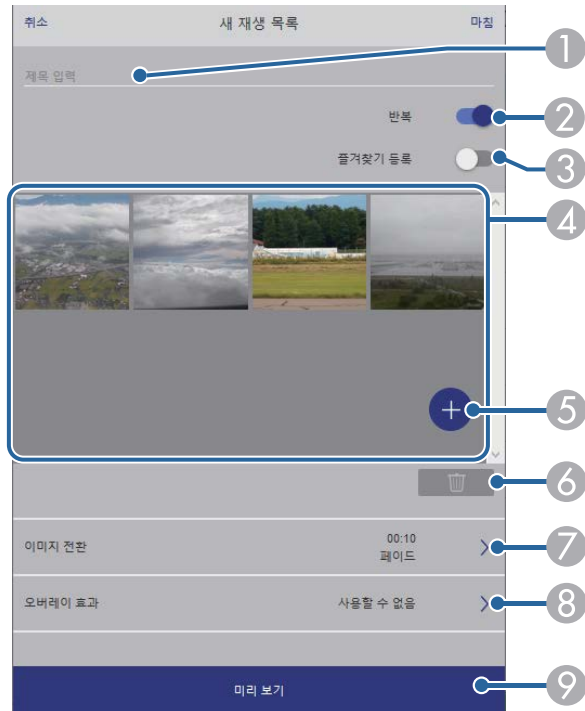 취소 새 재생 목록 마침
1
제목 입력
반복 2
즐겨찾기 등록 3
4
5
6
이미지 전환 00:10 7
페이드
오버레이 효과 사용할 수 없음 8
미리 보기 9